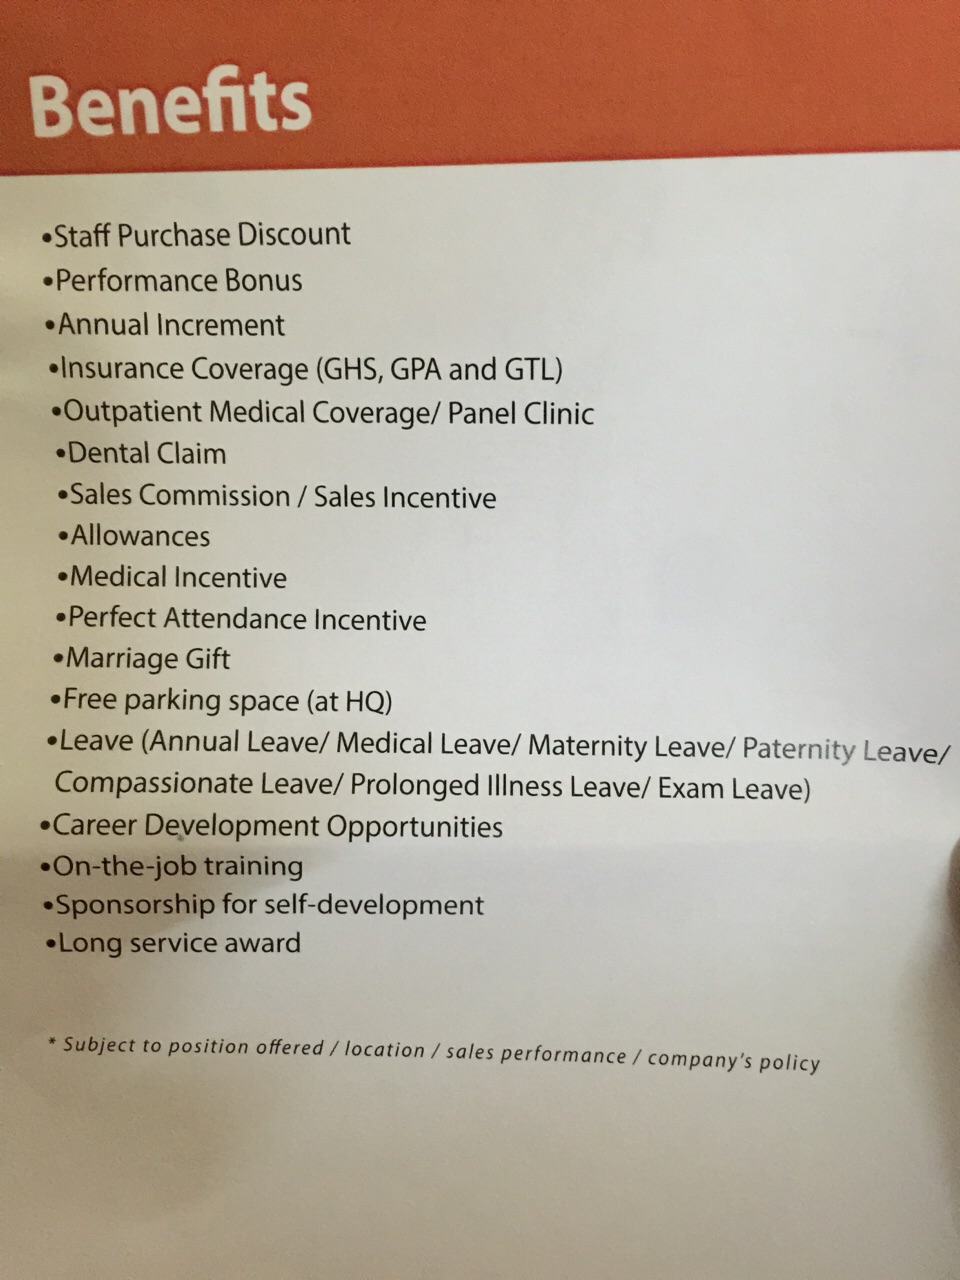 Benefits
•Staff Purchase Discount
•Performance Bonus
•Annual Increment
•Insurance Coverage (GHS, GPA and GTL)
•Outpatient Medical Coverage/ Panel Clinic
•Dental Claim
•Sales Commission / Sales Incentive
•Allowances
•Medical Incentive
•Perfect Attendance Incentive
•Marriage Gift
•Free parking space (at HQ)
•Leave (Annual Leave/ Medical Leave/ Maternity Leave/ Paternity Leave/
Compassionate Leave/ Prolonged Illness Leave/ Exam Leave)
•Career Development Opportunities
•On-the-job training
•Sponsorship for self-development
•Long service award
* Subject to position offered / location / sales performance / company's policy